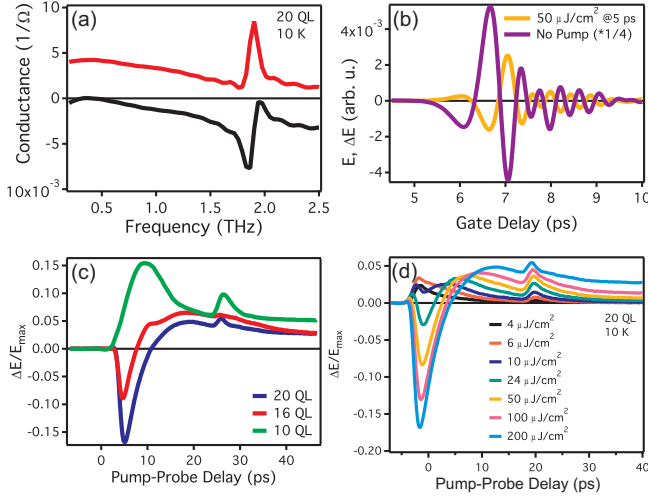 (a)
20 QL
10 K
Conductance (1/Ω)
10
5
0
-5
10x10⁻³
0.5 1.0 1.5 2.0 2.5
Frequency (THz)
(b)
50 μJ/cm² @5 ps
No Pump (*1/4)
E, ΔE (arb. u.)
4x10⁻³
2
0
-2
-4
5 6 7 8 9 10
Gate Delay (ps)
(c)
ΔE/Eₘₐₓ
0.15
0.10
0.05
0.00
-0.05
-0.10
-0.15
20 QL
16 QL
10 QL
0 10 20 30 40
Pump-Probe Delay (ps)
(d)
20 QL
10 K
ΔE/Eₘₐₓ
0.05
0.00
-0.05
-0.10
-0.15
-0.20
4 μJ/cm²
6 μJ/cm²
10 μJ/cm²
24 μJ/cm²
50 μJ/cm²
100 μJ/cm²
200 μJ/cm²
0 10 20 30 40
Pump-Probe Delay (ps)